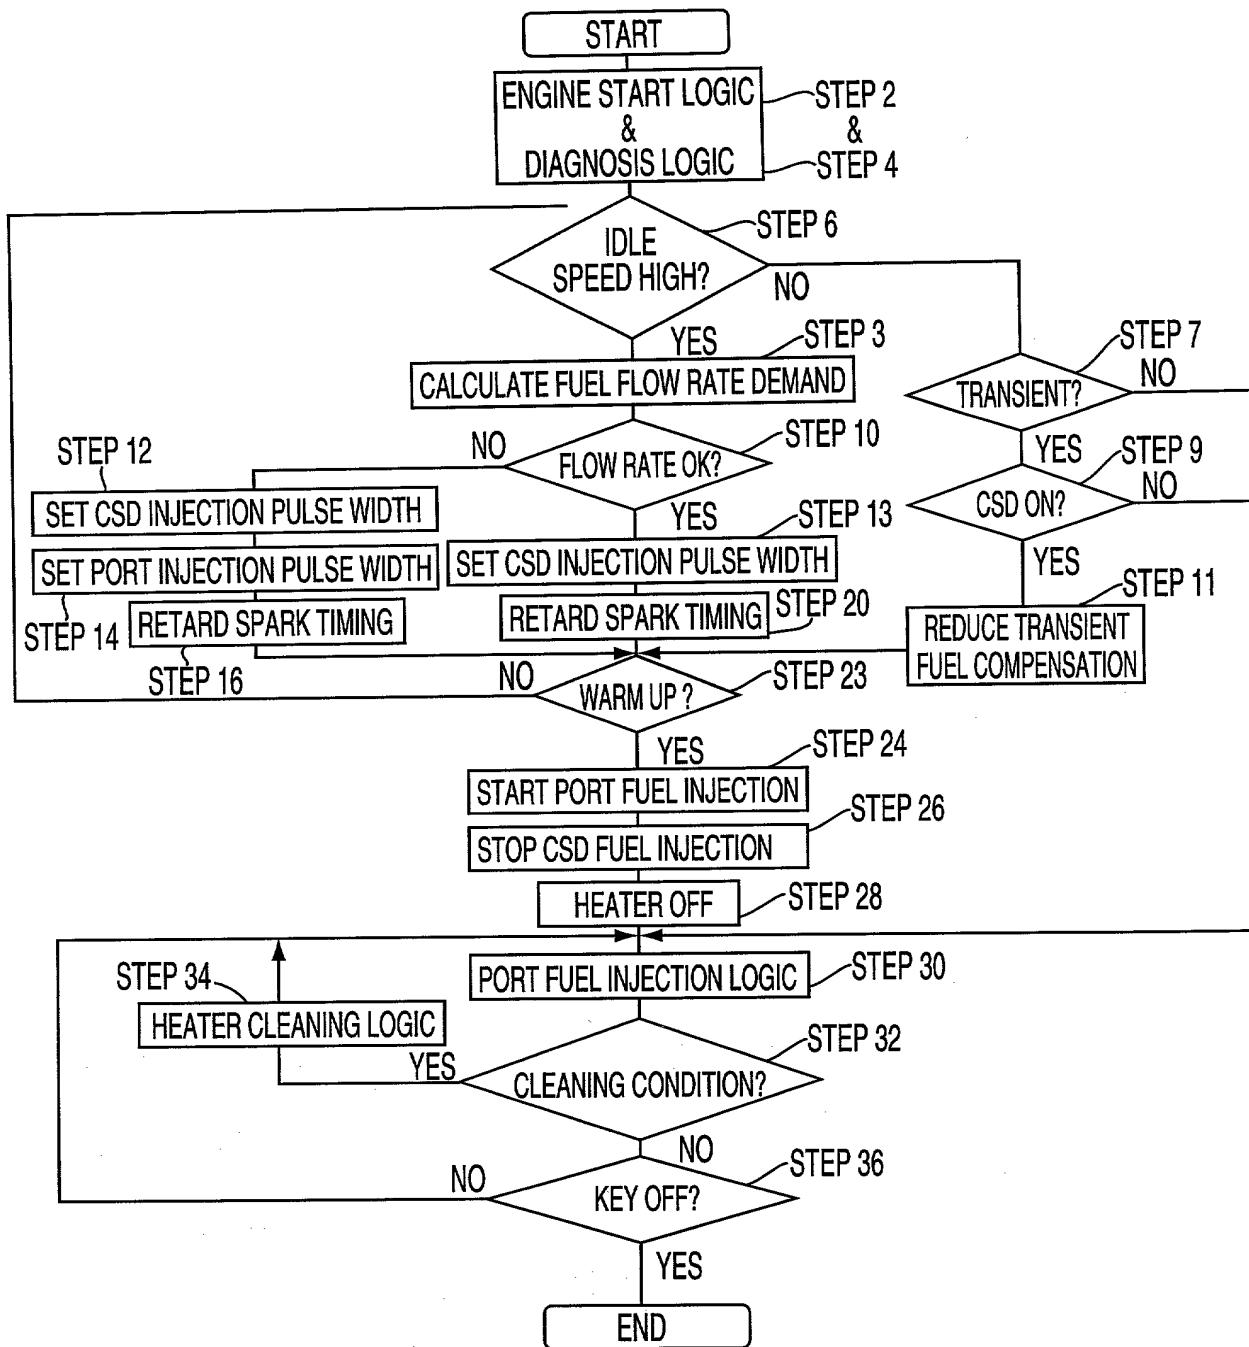 START
ENGINE START LOGIC
&
DIAGNOSIS LOGIC
STEP 2
&
STEP 4
IDLE
SPEED HIGH?
STEP 6
NO
YES
STEP 3
CALCULATE FUEL FLOW RATE DEMAND
STEP 7
TRANSIENT?
NO
YES
STEP 10
FLOW RATE OK?
NO
YES
STEP 9
CSD ON?
NO
YES
STEP 12
SET CSD INJECTION PULSE WIDTH
SET PORT INJECTION PULSE WIDTH
STEP 14
RETARD SPARK TIMING
STEP 16
STEP 13
SET CSD INJECTION PULSE WIDTH
RETARD SPARK TIMING
STEP 20
STEP 11
REDUCE TRANSIENT
FUEL COMPENSATION
NO
WARM UP ?
STEP 23
YES
STEP 24
START PORT FUEL INJECTION
STEP 26
STOP CSD FUEL INJECTION
HEATER OFF
STEP 28
STEP 34
HEATER CLEANING LOGIC
PORT FUEL INJECTION LOGIC
STEP 30
YES
CLEANING CONDITION?
STEP 32
NO
NO
KEY OFF?
STEP 36
YES
END